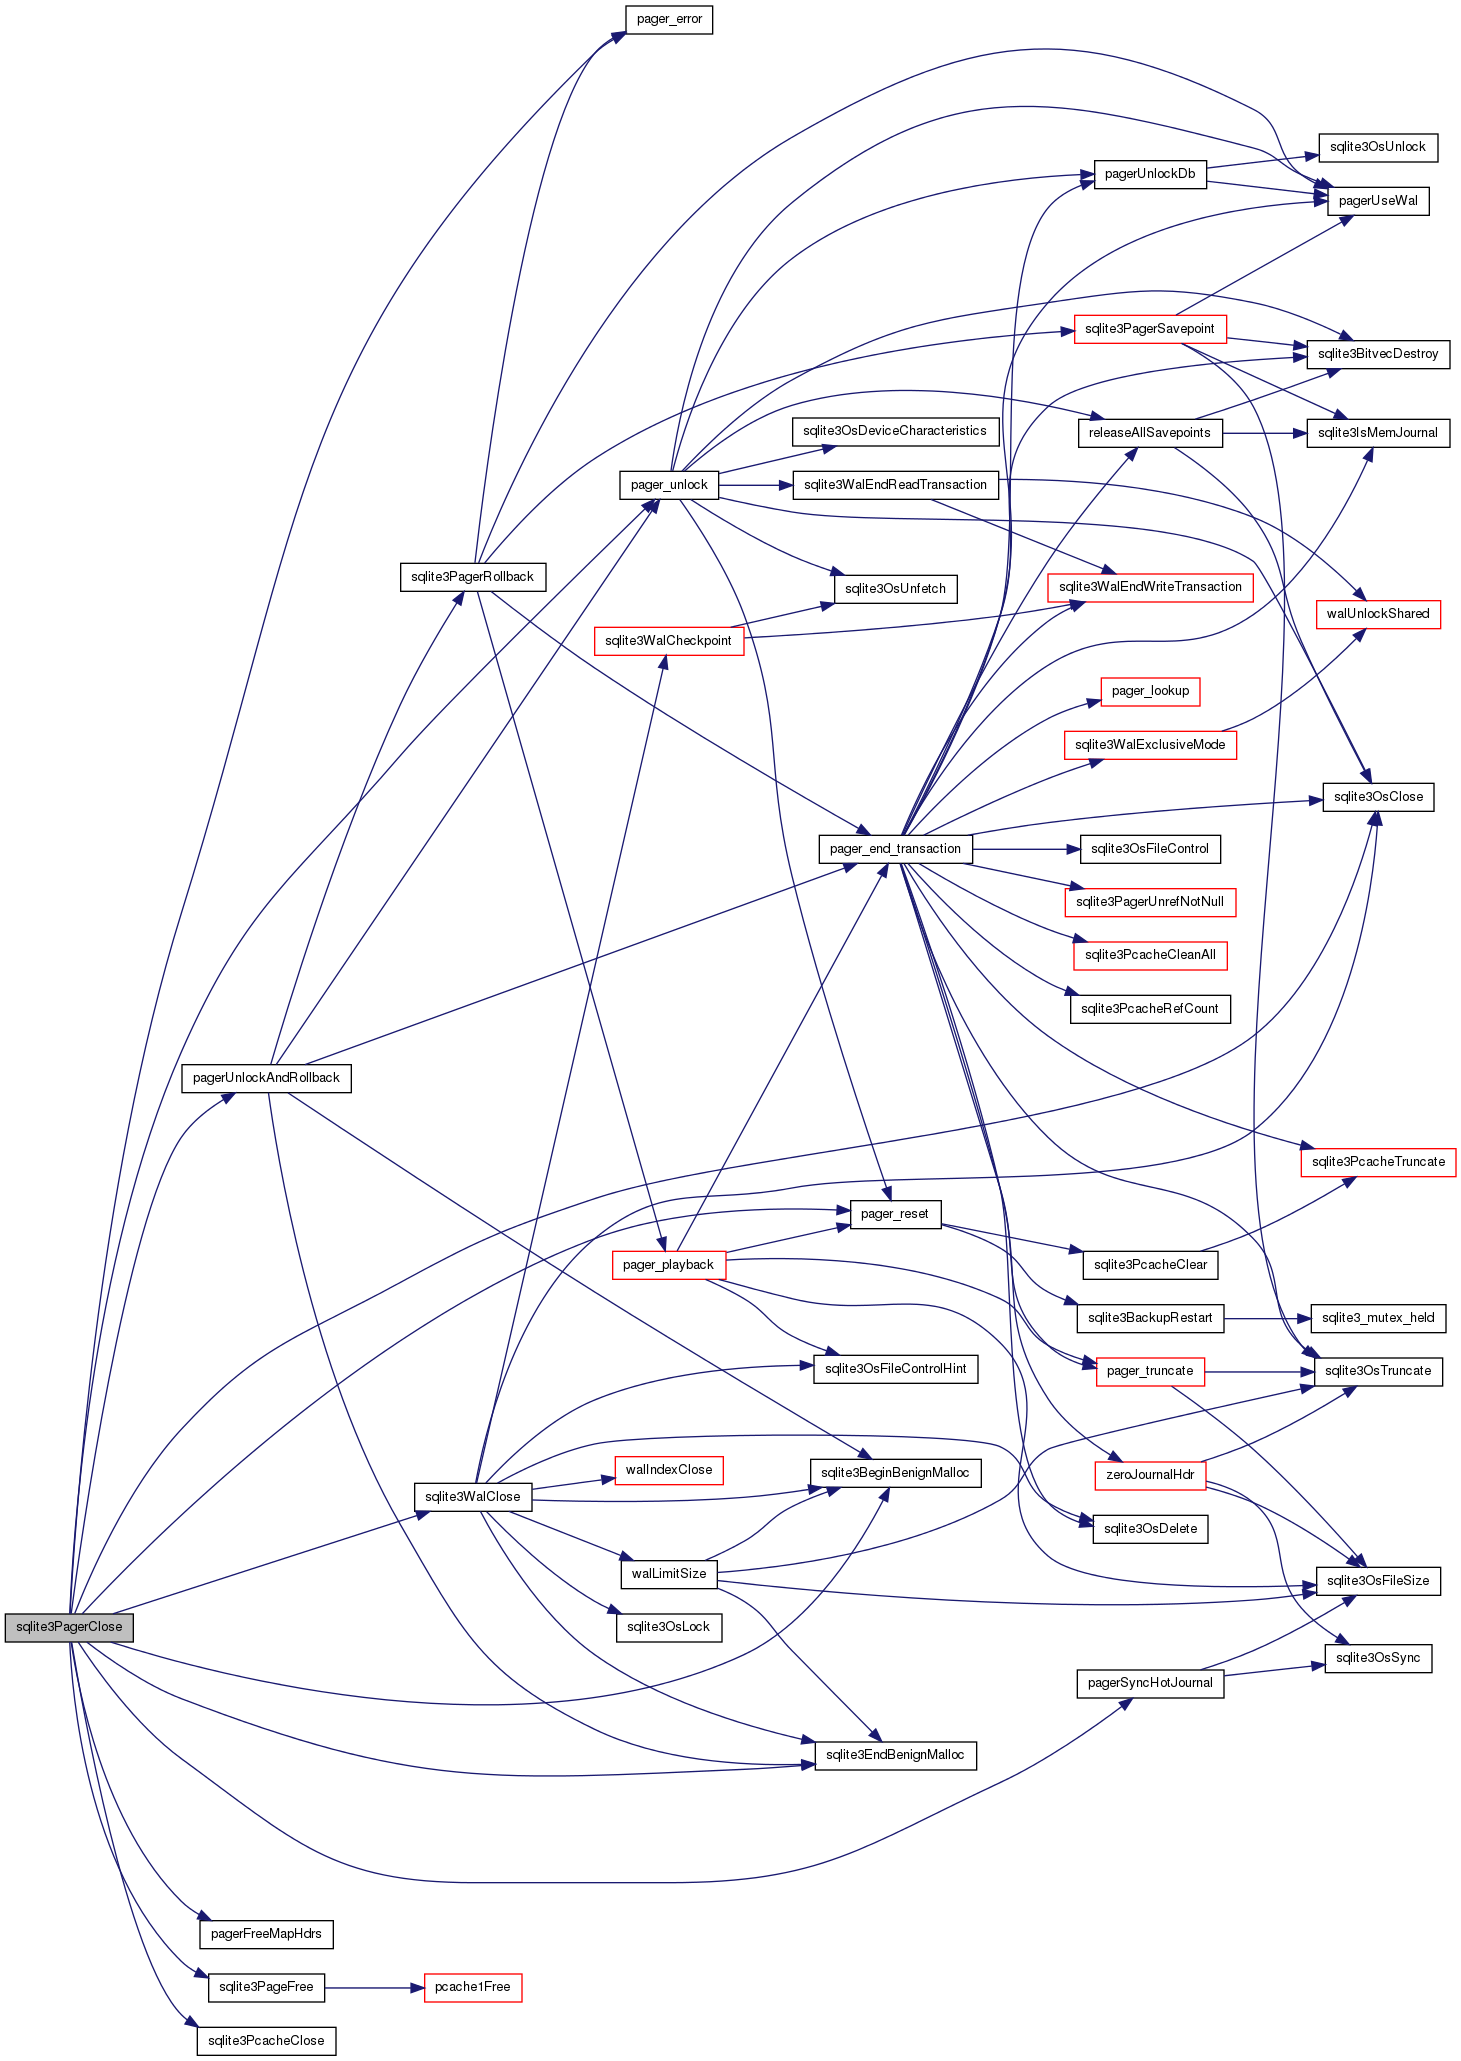 pager_error
sqlite3OsUnlock
pagerUnlockDb
pagerUseWal
sqlite3PagerSavepoint
sqlite3BitvecDestroy
sqlite3OsDeviceCharacteristics
releaseAllSavepoints
sqlite3IsMemJournal
pager_unlock
sqlite3WalEndReadTransaction
sqlite3PagerRollback
sqlite3OsUnfetch
sqlite3WalEndWriteTransaction
walUnlockShared
sqlite3WalCheckpoint
pager_lookup
sqlite3WalExclusiveMode
sqlite3OsClose
pager_end_transaction
sqlite3OsFileControl
sqlite3PagerUnrefNotNull
sqlite3PcacheCleanAll
sqlite3PcacheRefCount
pagerUnlockAndRollback
sqlite3PcacheTruncate
pager_reset
pager_playback
sqlite3PcacheClear
sqlite3BackupRestart
sqlite3_mutex_held
sqlite3OsFileControlHint
pager_truncate
sqlite3OsTruncate
walIndexClose
sqlite3BeginBenignMalloc
zeroJournalHdr
sqlite3WalClose
sqlite3OsDelete
walLimitSize
sqlite3OsFileSize
sqlite3PagerClose
sqlite3OsLock
sqlite3OsSync
pagerSyncHotJournal
sqlite3EndBenignMalloc
pagerFreeMapHdrs
sqlite3PageFree
pcache1Free
sqlite3PcacheClose